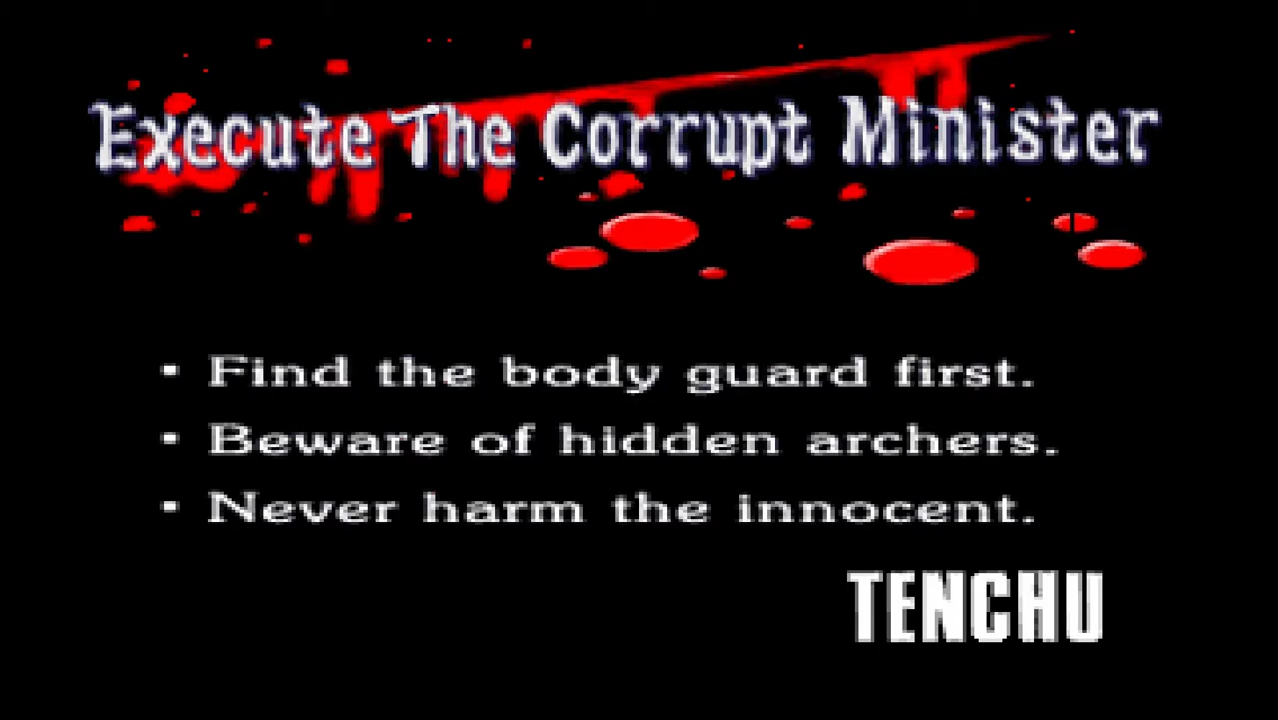 Execute The Corrupt Minister
▪ Find the body guard first.
▪ Beware of hidden archers.
▪ Never harm the innocent.
TENCHU